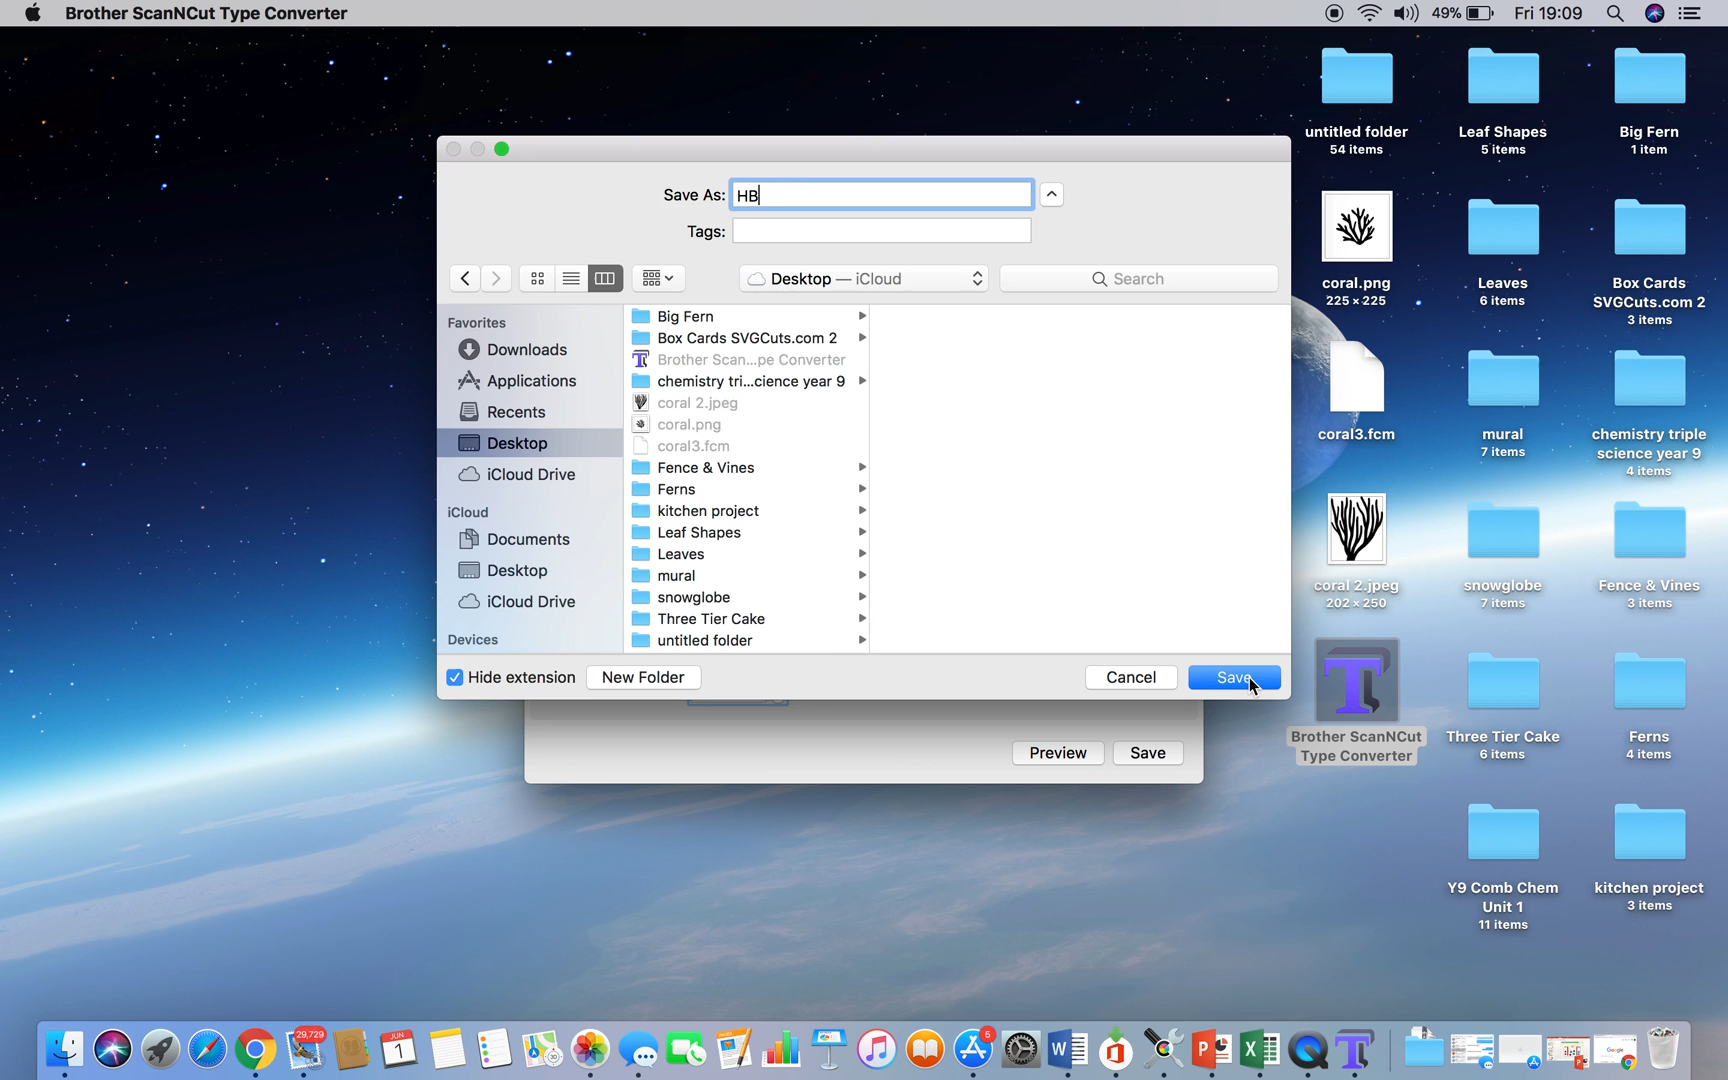 Brother ScanNCut Type Converter
49%
Fri 19:09
Save As: HB
Tags:
Desktop — iCloud
Search
Favorites
Downloads
Applications
Recents
Desktop
iCloud Drive
iCloud
Documents
Desktop
iCloud Drive
Devices
Big Fern
Box Cards SVGCuts.com 2
Brother Scan...pe Converter
chemistry tri...cience year 9
coral 2.jpeg
coral.png
coral3.fcm
Fence & Vines
Ferns
kitchen project
Leaf Shapes
Leaves
mural
snowglobe
Three Tier Cake
untitled folder
Hide extension
New Folder
Cancel
Save
Preview
Save
untitled folder
54 items
Leaf Shapes
5 items
Big Fern
1 item
coral.png
225 × 225
Leaves
6 items
Box Cards
SVGCuts.com 2
3 items
coral3.fcm
mural
7 items
chemistry triple
science year 9
4 items
coral 2.jpeg
202 × 250
snowglobe
7 items
Fence & Vines
3 items
Brother ScanNCut
Type Converter
Three Tier Cake
6 items
Ferns
4 items
Y9 Comb Chem
Unit 1
11 items
kitchen project
3 items
29,729
JUN
1
5